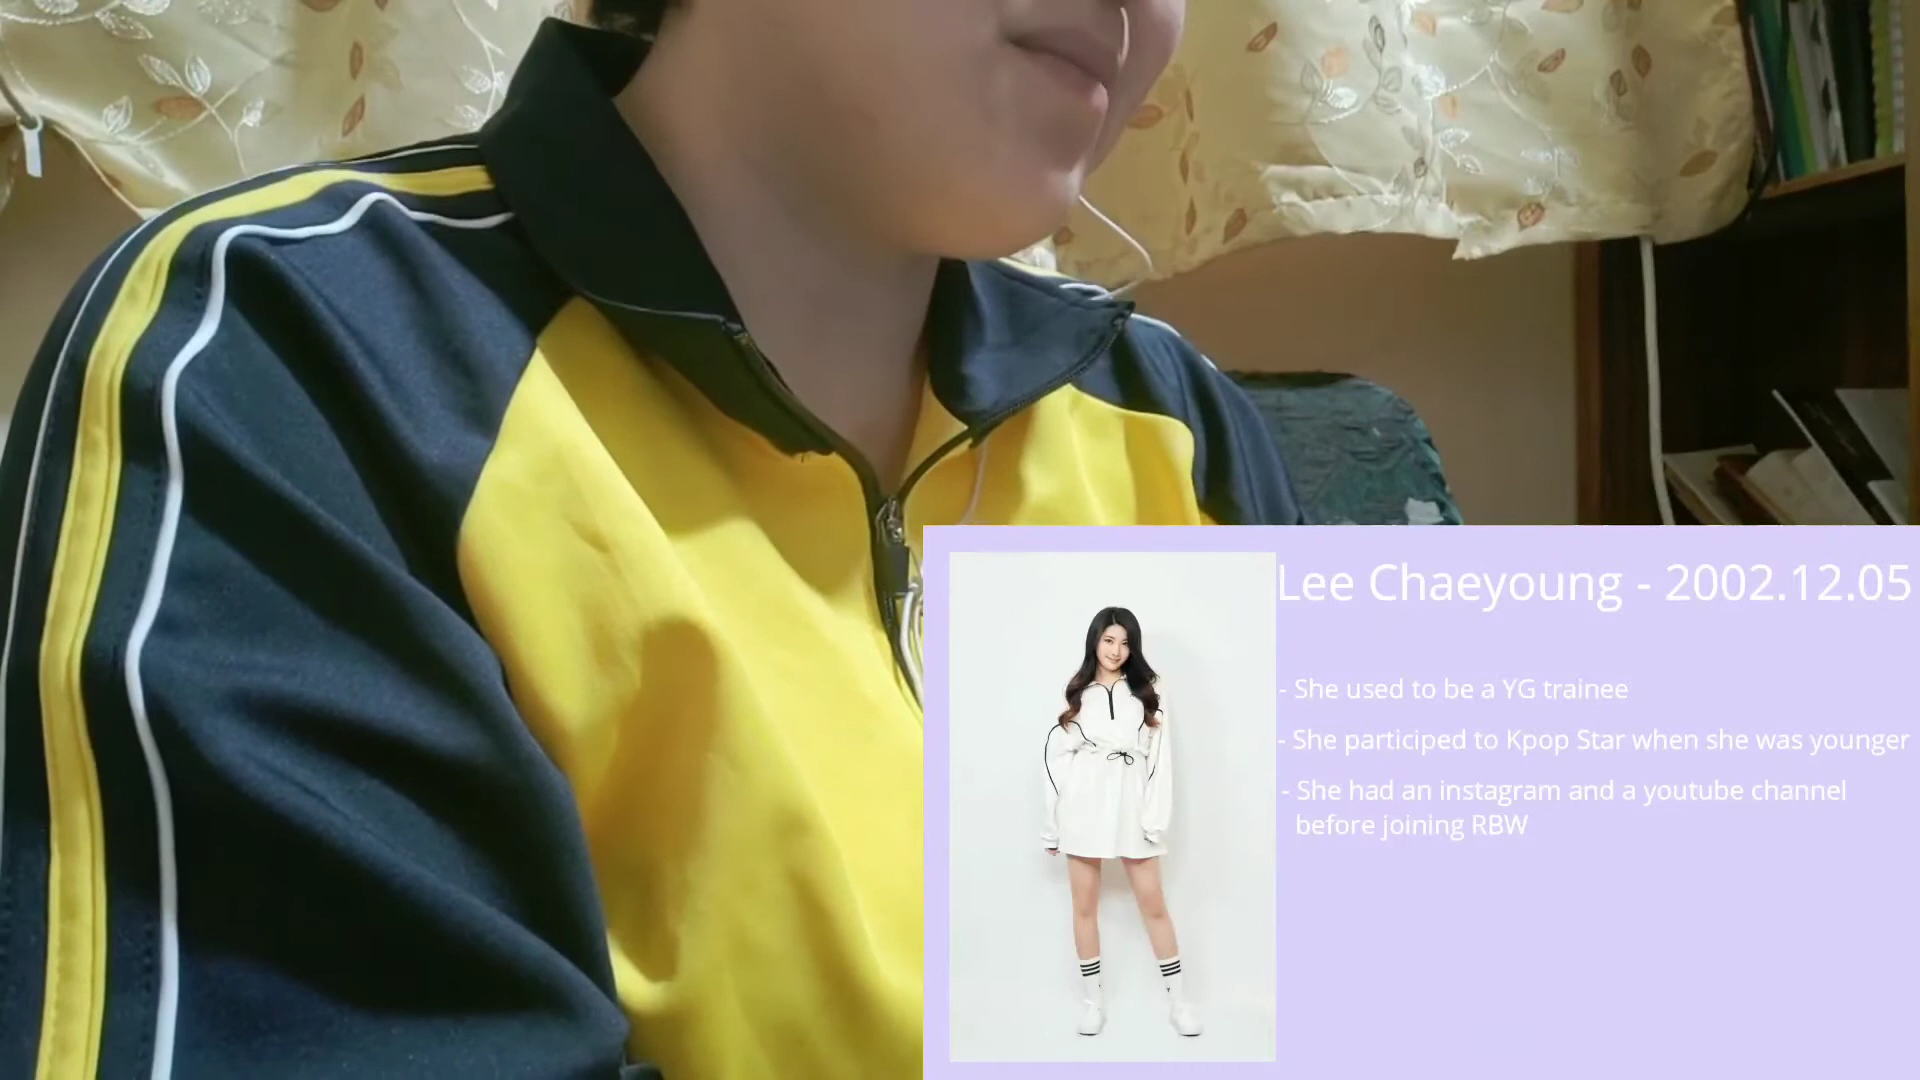 Lee Chaeyoung - 2002.12.05
- She used to be a YG trainee
- She participed to Kpop Star when she was younger
- She had an instagram and a youtube channel
before joining RBW